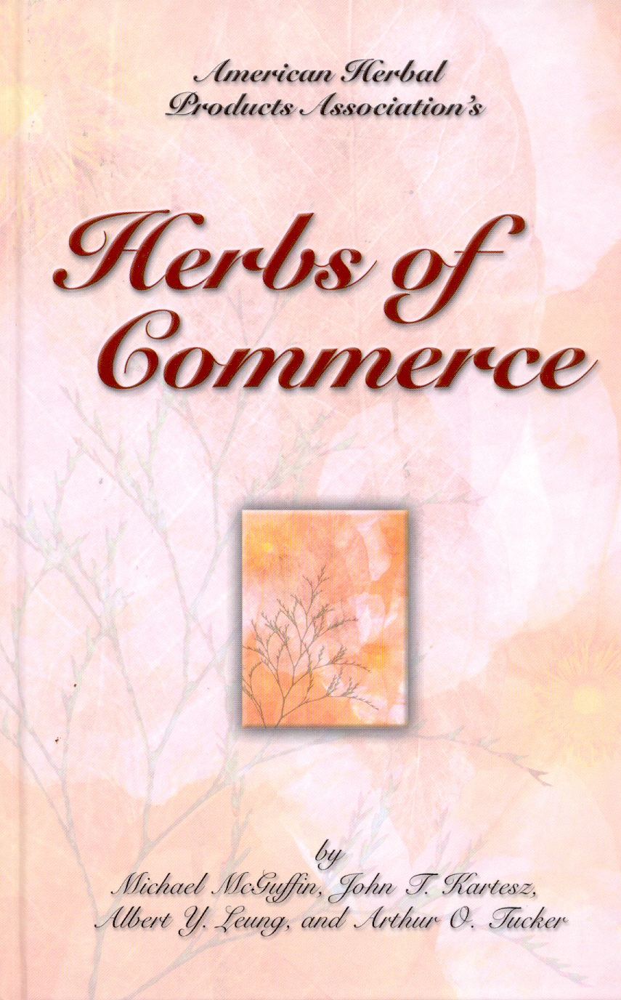 American Herbal
Products Association's
Herbs of
Commerce
by
Michael McGuffin, John T. Kartesz,
Albert Y. Leung, and Arthur O. Tucker